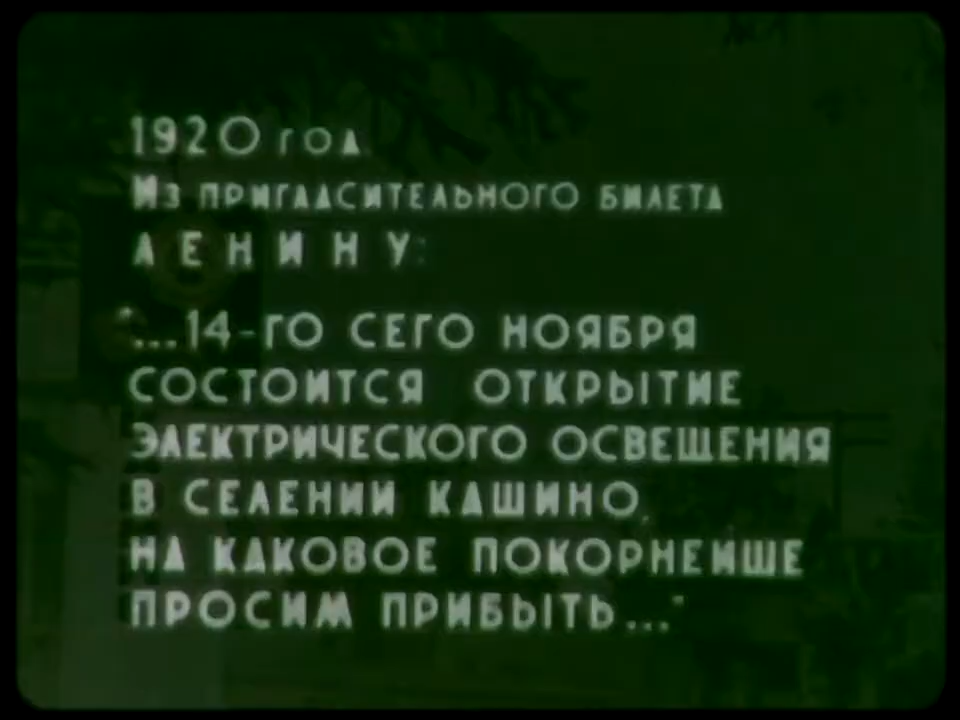 1920 год.
Из пригласительного билета
ЛЕНИНУ:
"...14-ГО СЕГО НОЯБРЯ
СОСТОИТСЯ ОТКРЫТИЕ
ЭЛЕКТРИЧЕСКОГО ОСВЕЩЕНИЯ
В СЕЛЕНИИ КАШИНО,
НА КАКОВОЕ ПОКОРНЕЙШЕ
ПРОСИМ ПРИБЫТЬ..."